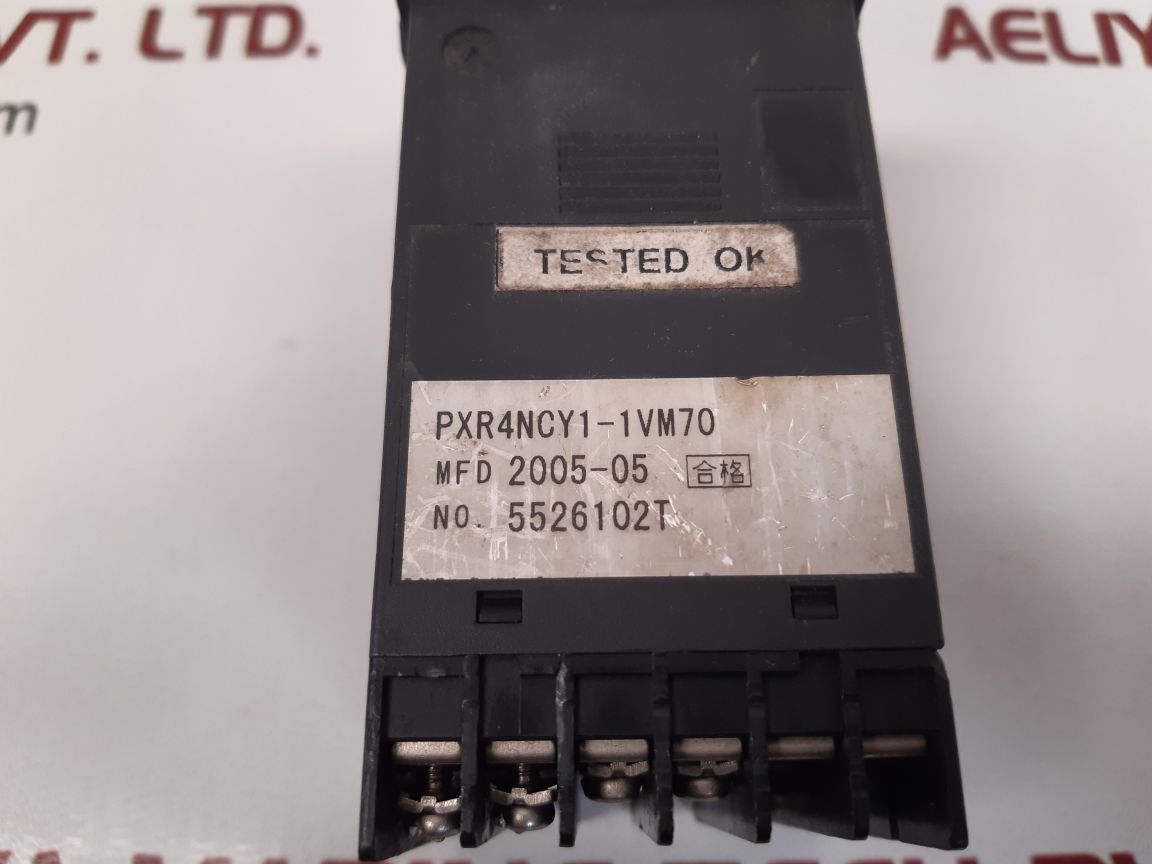 VT. LTD.
AELIY
m
TESTED OK
PXR4NCY1-1VM70
MFD 2005-05 合格
NO. 5526102T